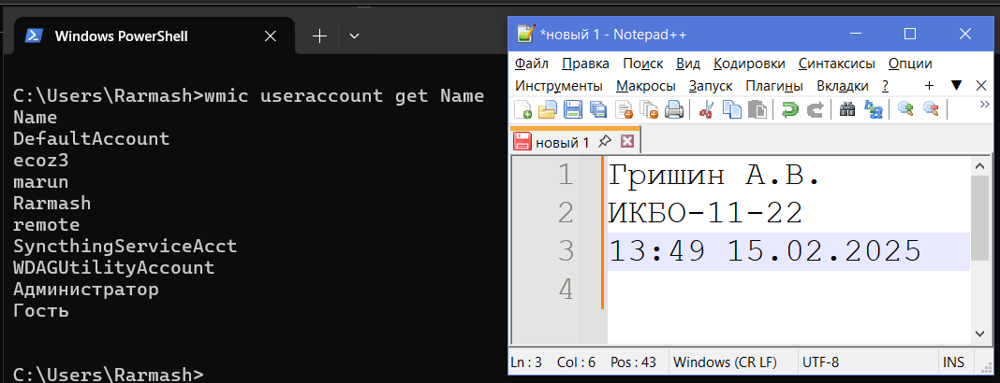 Windows PowerShell
C:\Users\Rarmash>wmic useraccount get Name
Name
DefaultAccount
ecoz3
marun
Rarmash
remote
SyncthingServiceAcct
WDAGUtilityAccount
Администратор
Гость
C:\Users\Rarmash>
*новый 1 - Notepad++
Файл Правка Поиск Вид Кодировки Синтаксисы Опции
Инструменты Макросы Запуск Плагины Вкладки ?
новый 1
1 Гришин А.В.
2 ИКБО-11-22
3 13:49 15.02.2025
4
Ln : 3 Col : 6 Pos : 43 Windows (CR LF) UTF-8 INS